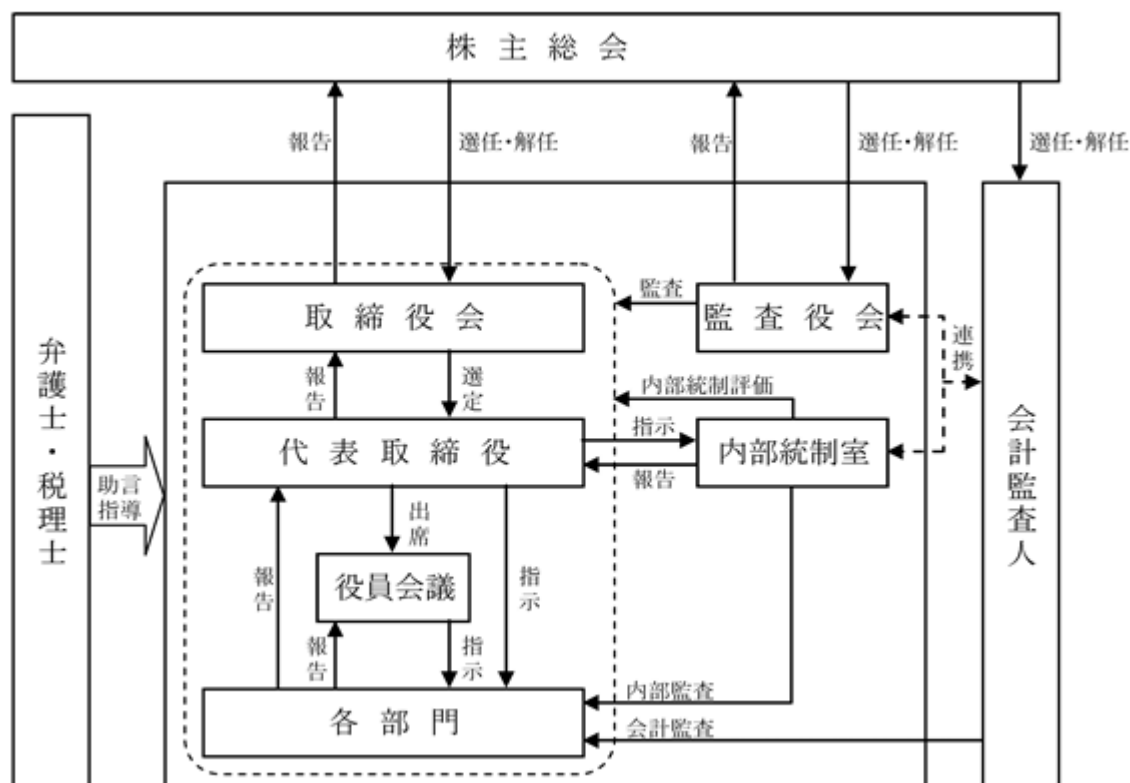 株主総会
報告
選任・解任
報告
選任・解任
選任・解任
弁護士・税理士
助言
指導
取締役会
監査
監査役会
連携
報告
選定
内部統制評価
代表取締役
指示
報告
内部統制室
会計監査人
出席
報告
役員会議
指示
報告
指示
内部監査
各部門
会計監査